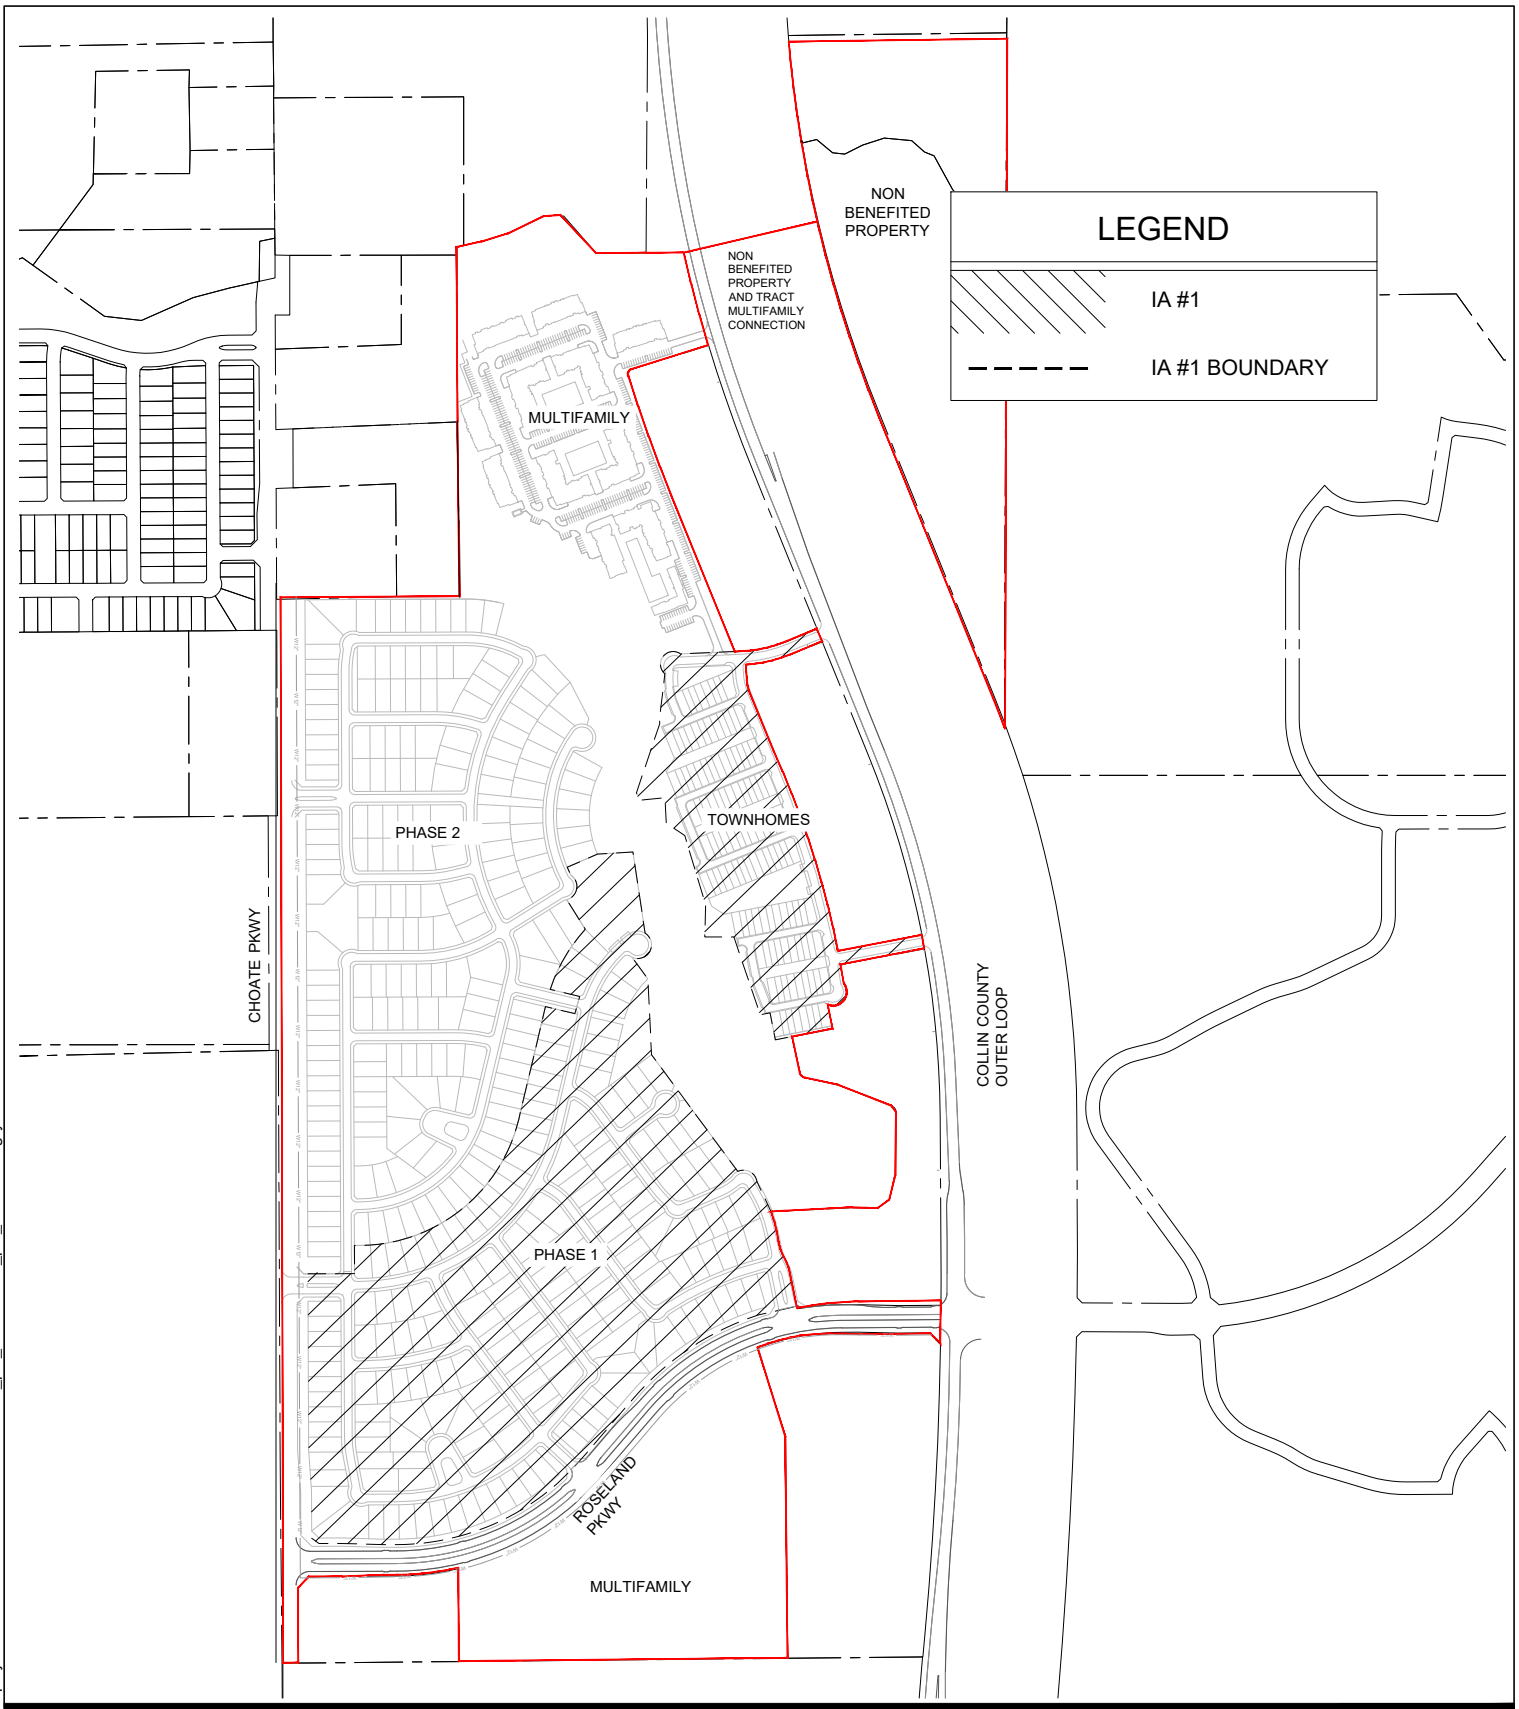 NON
BENEFITED
PROPERTY
LEGEND
IA #1
IA #1 BOUNDARY
NON
BENEFITED
PROPERTY
AND TRACT
MULTIFAMILY
CONNECTION
MULTIFAMILY
TOWNHOMES
PHASE 2
CHOATE PKWY
COLLIN COUNTY
OUTER LOOP
PHASE 1
ROSELAND
PKWY
MULTIFAMILY